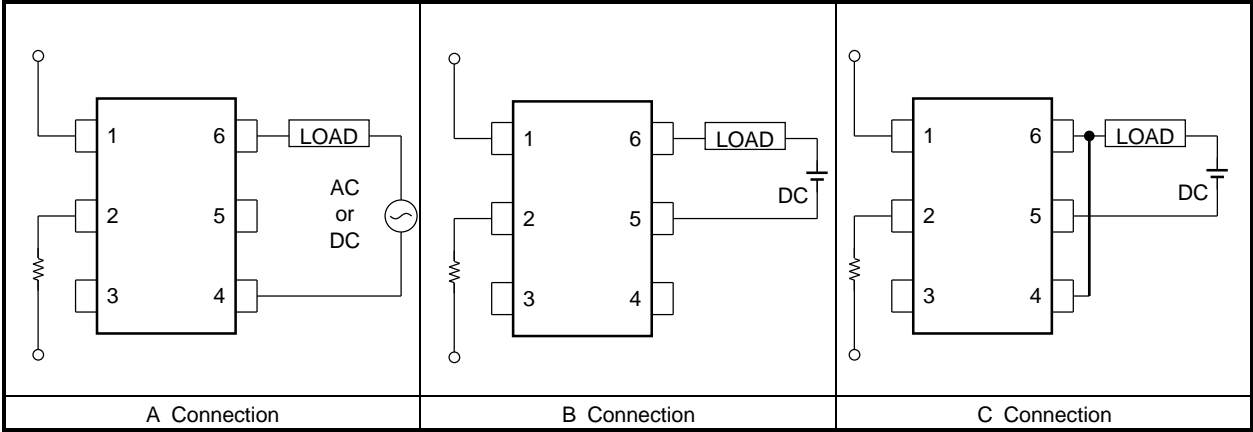 1 6 LOAD
AC
or
DC
2 5
3 4
A Connection
1 6 LOAD
DC
2 5
3 4
B Connection
1 6 LOAD
DC
2 5
3 4
C Connection